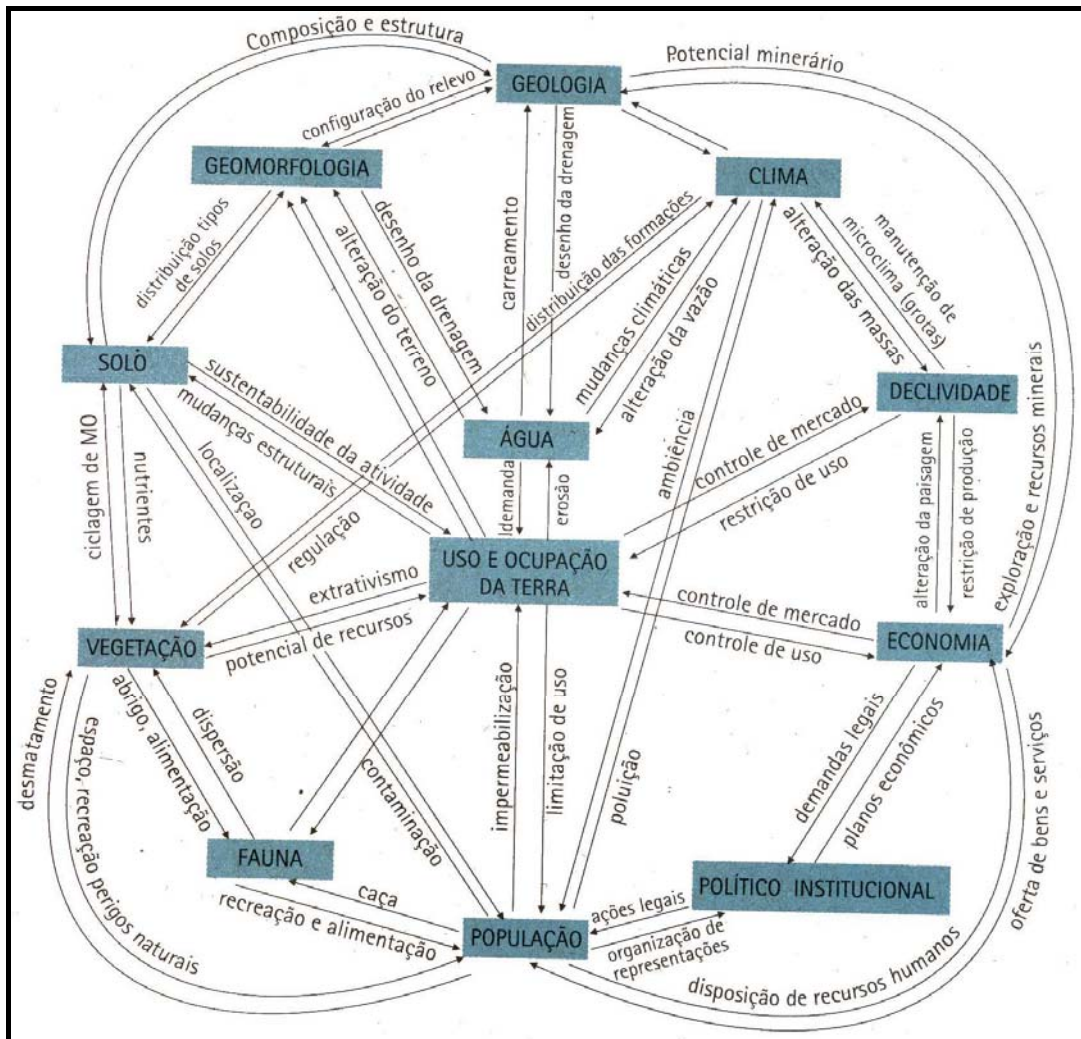 Composição e estrutura
Potencial minerário
GEOLOGIA
configuração do relevo
GEOMORFOLOGIA
CLIMA
desenho da drenagem
carreamento
desenho da drenagem
distribuição das formações
alteração do terreno
distribuição tipos
de solos
mudanças climáticas
alteração da vazão
alteração das massas
manutenção de
microclima (grotas)
SOLO
DECLIVIDADE
sustentabilidade da atividade
mudanças estruturais
localização
ÁGUA
ambiência
controle de mercado
restrição de uso
exploração e recursos minerais
ciclagem de MO
nutrientes
regulação
demanda
erosão
alteração da paisagem
restrição de produção
USO E OCUPAÇÃO
DA TERRA
extrativismo
potencial de recursos
controle de mercado
controle de uso
VEGETAÇÃO
ECONOMIA
desmatamento
espaço, recreação perigos naturais
abrigo, alimentação
dispersão
contaminação
impermeabilização
limitação de uso
poluição
demandas legais
planos econômicos
oferta de bens e serviços
FAUNA
POLÍTICO INSTITUCIONAL
caça
recreação e alimentação
POPULAÇÃO
ações legais
organização de
representações
disposição de recursos humanos